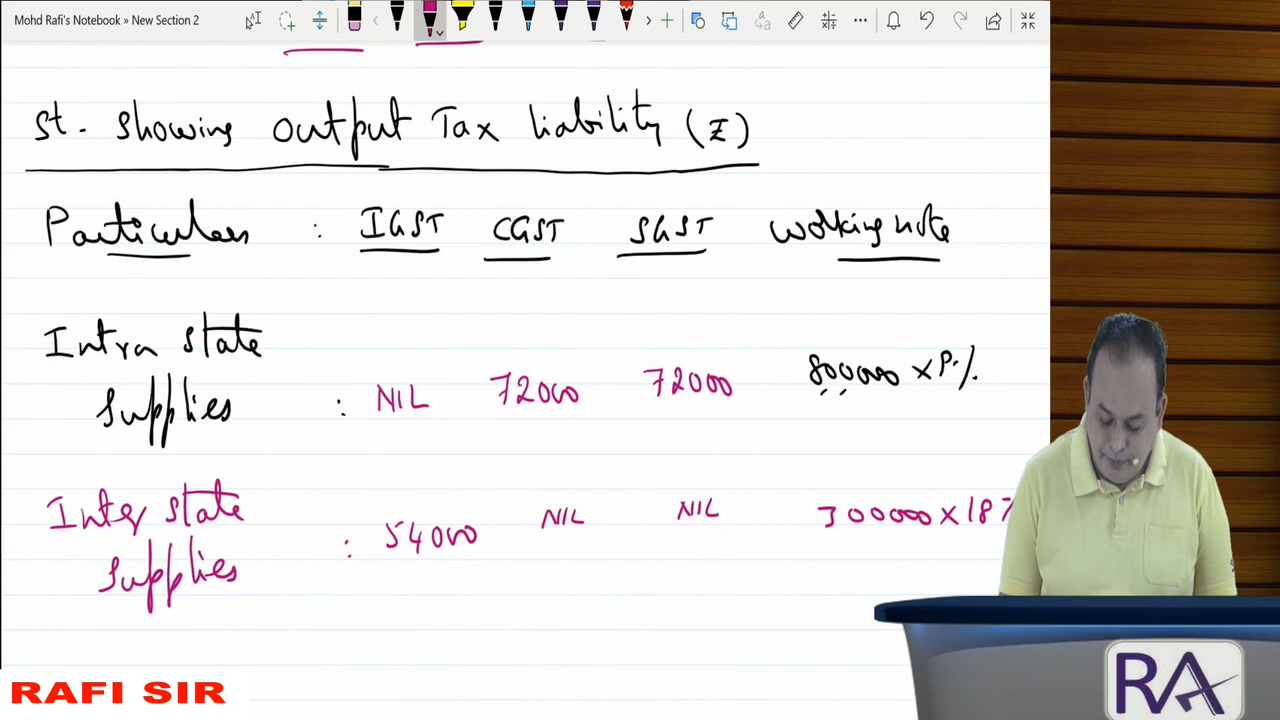 Mohd Rafi's Notebook » New Section 2
St. showing output Tax liability (₹)
Particulars : IGST CGST SGST working note
Intra state
supplies : NIL 72000 72000 800000 x 9%
Inter state
supplies : 54000 NIL NIL 300000 x 18%
RAFI SIR
RA